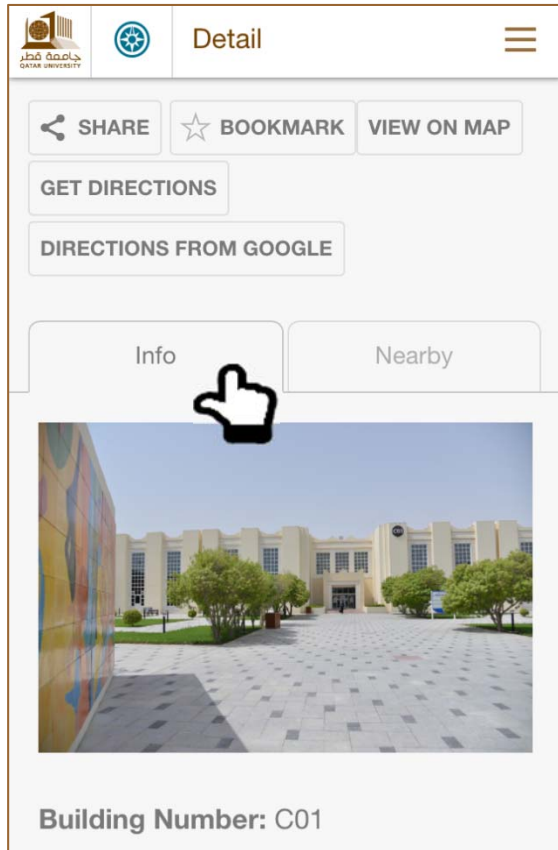 جامعة قطر
QATAR UNIVERSITY
Detail
SHARE
BOOKMARK
VIEW ON MAP
GET DIRECTIONS
DIRECTIONS FROM GOOGLE
Info
Nearby
C01
Building Number: C01